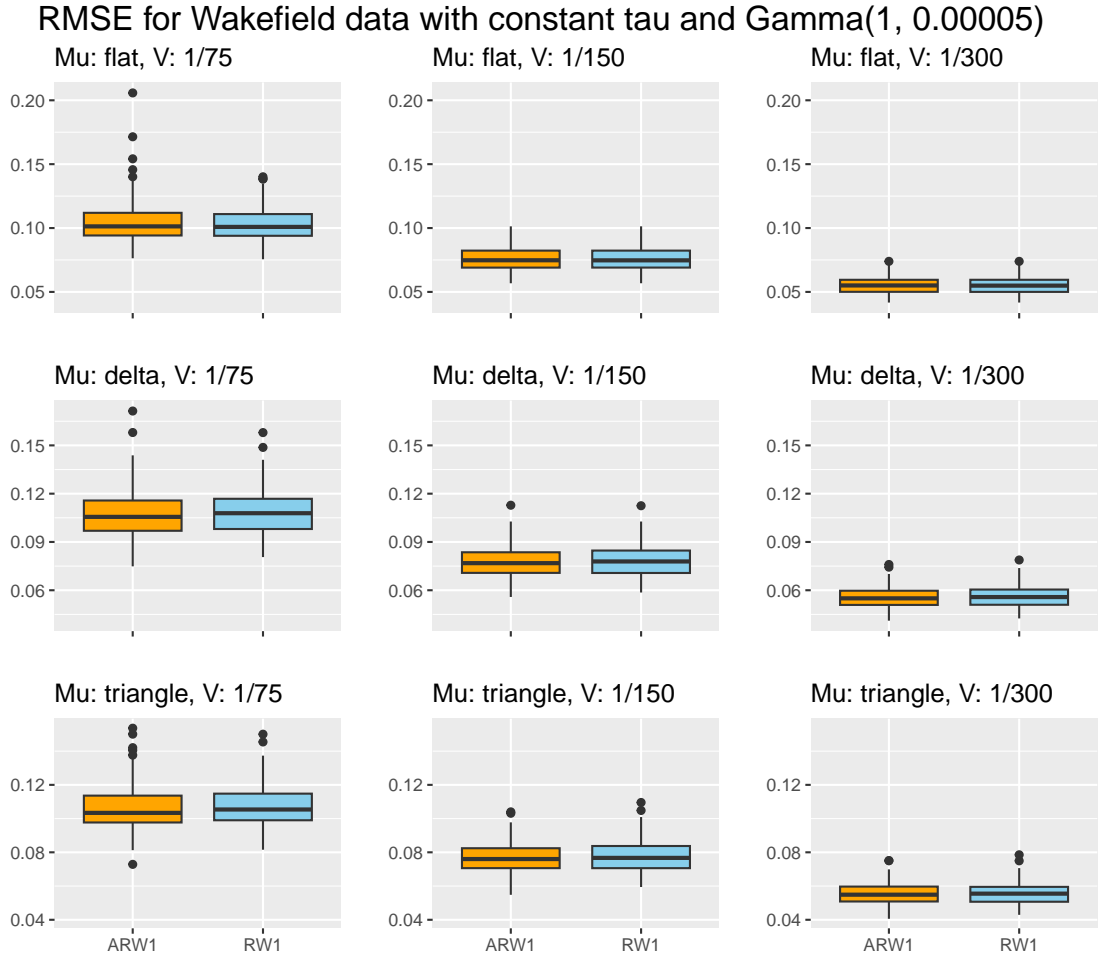 RMSE for Wakefield data with constant tau and Gamma(1, 0.00005)
Mu: flat, V: 1/75
Mu: flat, V: 1/150
Mu: flat, V: 1/300
0.20
0.15
0.10
0.05
0.20
0.15
0.10
0.05
0.20
0.15
0.10
0.05
Mu: delta, V: 1/75
Mu: delta, V: 1/150
Mu: delta, V: 1/300
0.15
0.12
0.09
0.06
0.15
0.12
0.09
0.06
0.15
0.12
0.09
0.06
Mu: triangle, V: 1/75
Mu: triangle, V: 1/150
Mu: triangle, V: 1/300
0.12
0.08
0.04
0.12
0.08
0.04
0.12
0.08
0.04
ARW1 RW1
ARW1 RW1
ARW1 RW1